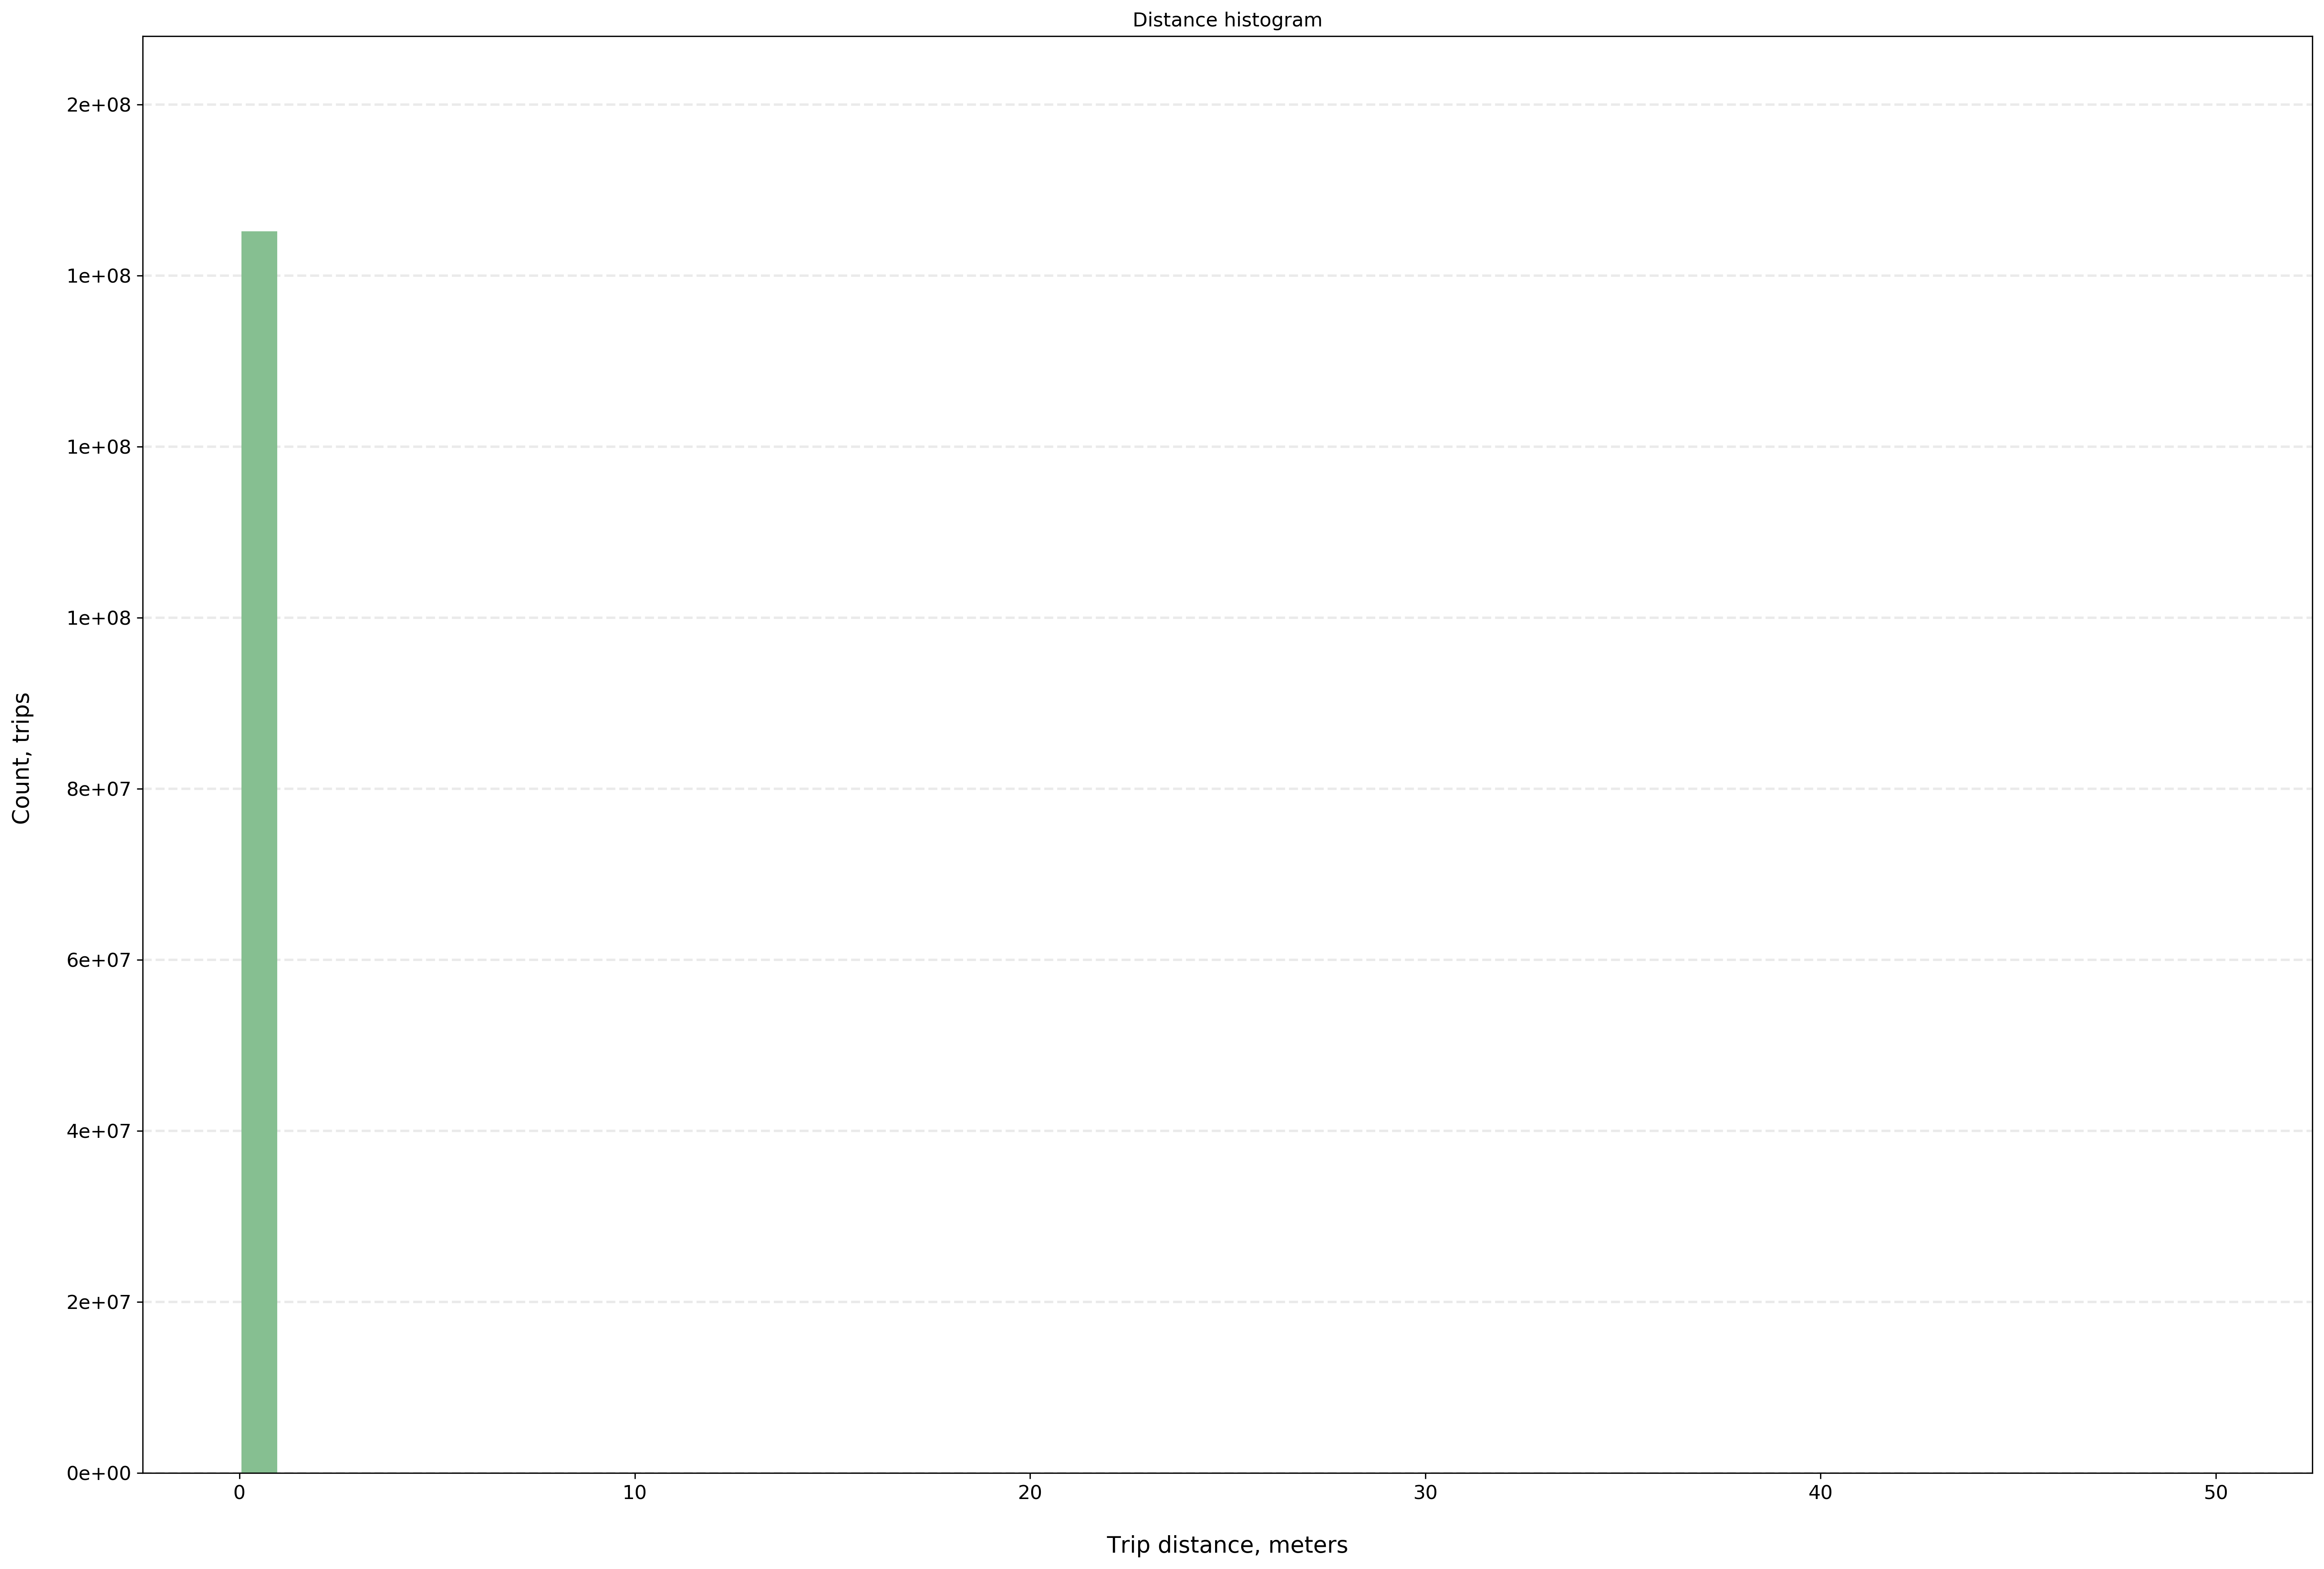 Distance histogram
2e+08
1e+08
1e+08
1e+08
8e+07
6e+07
4e+07
2e+07
0e+00
Count, trips
0 10 20 30 40 50
Trip distance, meters